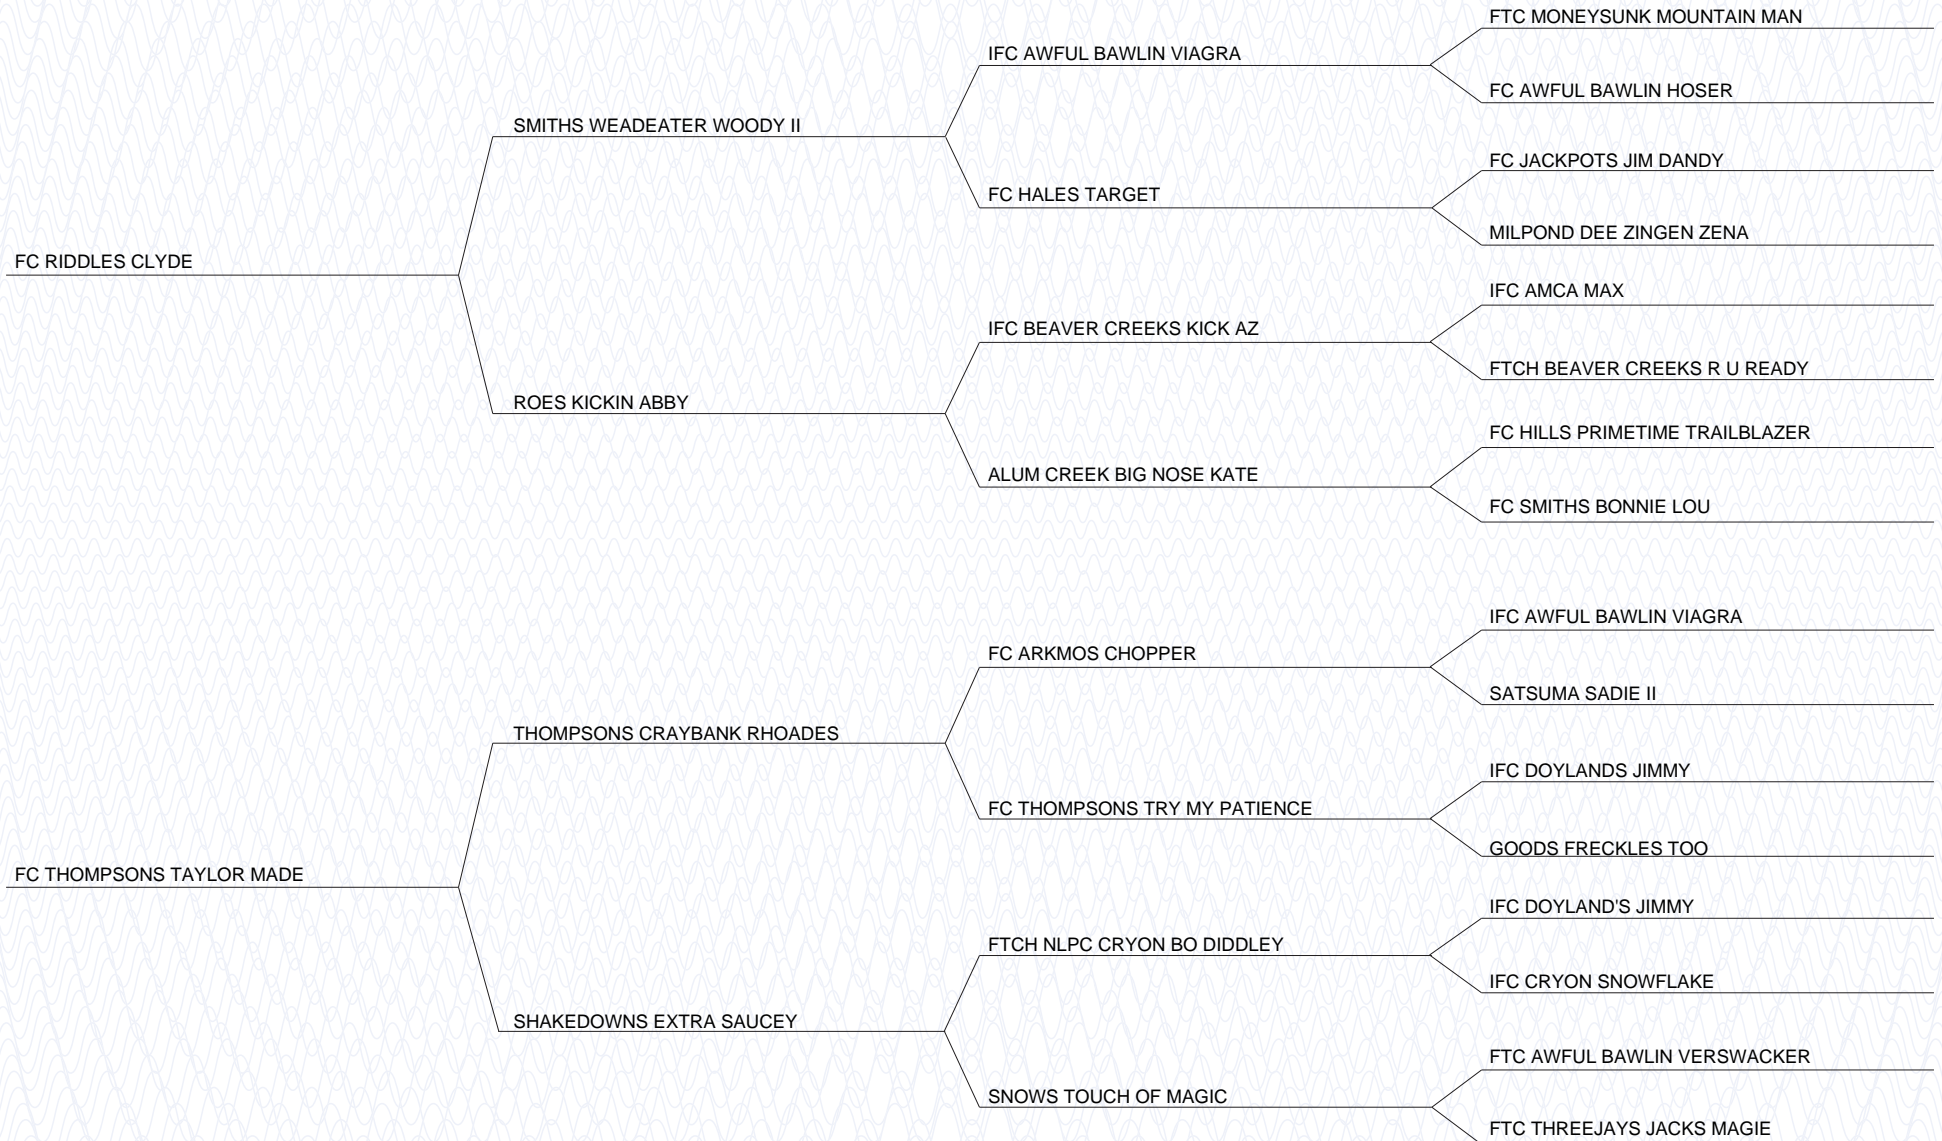 FTC MONEYSUNK MOUNTAIN MAN
IFC AWFUL BAWLIN VIAGRA
FC AWFUL BAWLIN HOSER
SMITHS WEADEATER WOODY II
FC JACKPOTS JIM DANDY
FC HALES TARGET
MILPOND DEE ZINGEN ZENA
FC RIDDLES CLYDE
IFC AMCA MAX
IFC BEAVER CREEKS KICK AZ
FTCH BEAVER CREEKS R U READY
ROES KICKIN ABBY
FC HILLS PRIMETIME TRAILBLAZER
ALUM CREEK BIG NOSE KATE
FC SMITHS BONNIE LOU
IFC AWFUL BAWLIN VIAGRA
FC ARKMOS CHOPPER
SATSUMA SADIE II
THOMPSONS CRAYBANK RHOADES
IFC DOYLANDS JIMMY
FC THOMPSONS TRY MY PATIENCE
GOODS FRECKLES TOO
FC THOMPSONS TAYLOR MADE
IFC DOYLAND'S JIMMY
FTCH NLPC CRYON BO DIDDLEY
IFC CRYON SNOWFLAKE
SHAKEDOWNS EXTRA SAUCEY
FTC AWFUL BAWLIN VERSWACKER
SNOWS TOUCH OF MAGIC
FTC THREEJAYS JACKS MAGIE